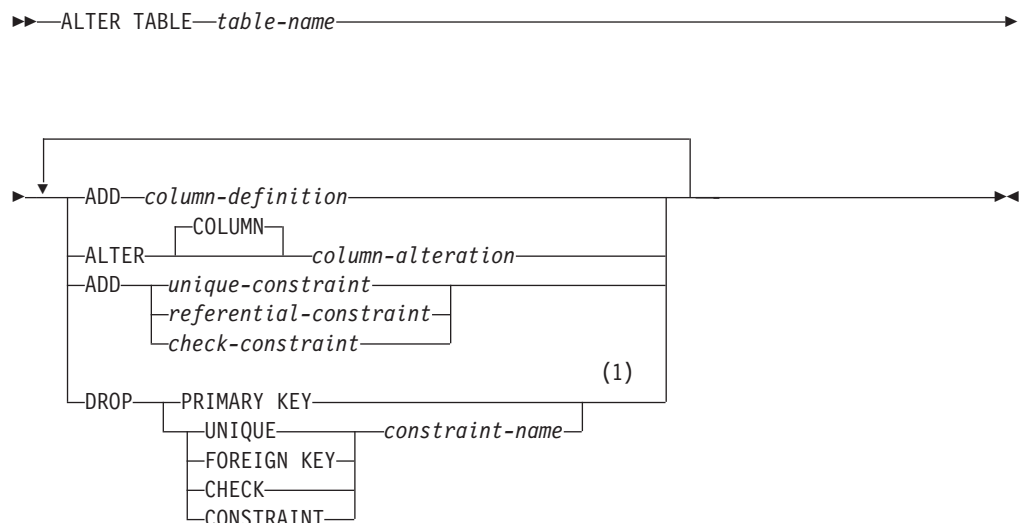 ALTER TABLE table-name
ADD column-definition
COLUMN
ALTER column-alteration
ADD unique-constraint
referential-constraint
check-constraint
(1)
DROP PRIMARY KEY
UNIQUE constraint-name
FOREIGN KEY
CHECK
CONSTRAINT